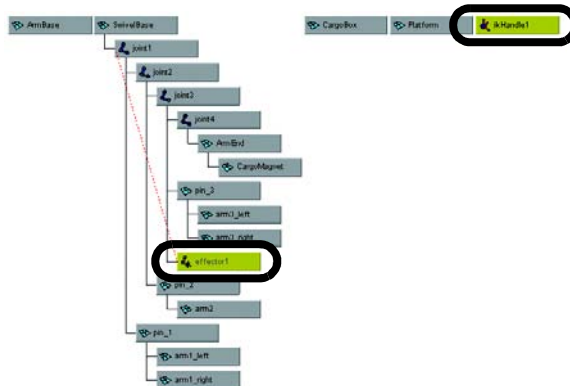 ArmBase
SwivelBase
CargoBox
Platform
ikHandle1
joint1
joint2
joint3
joint4
ArmEnd
CargoMagnet
pin_3
arm3_left
arm3_right
effector1
pin_2
arm2
pin_1
arm1_left
arm1_right